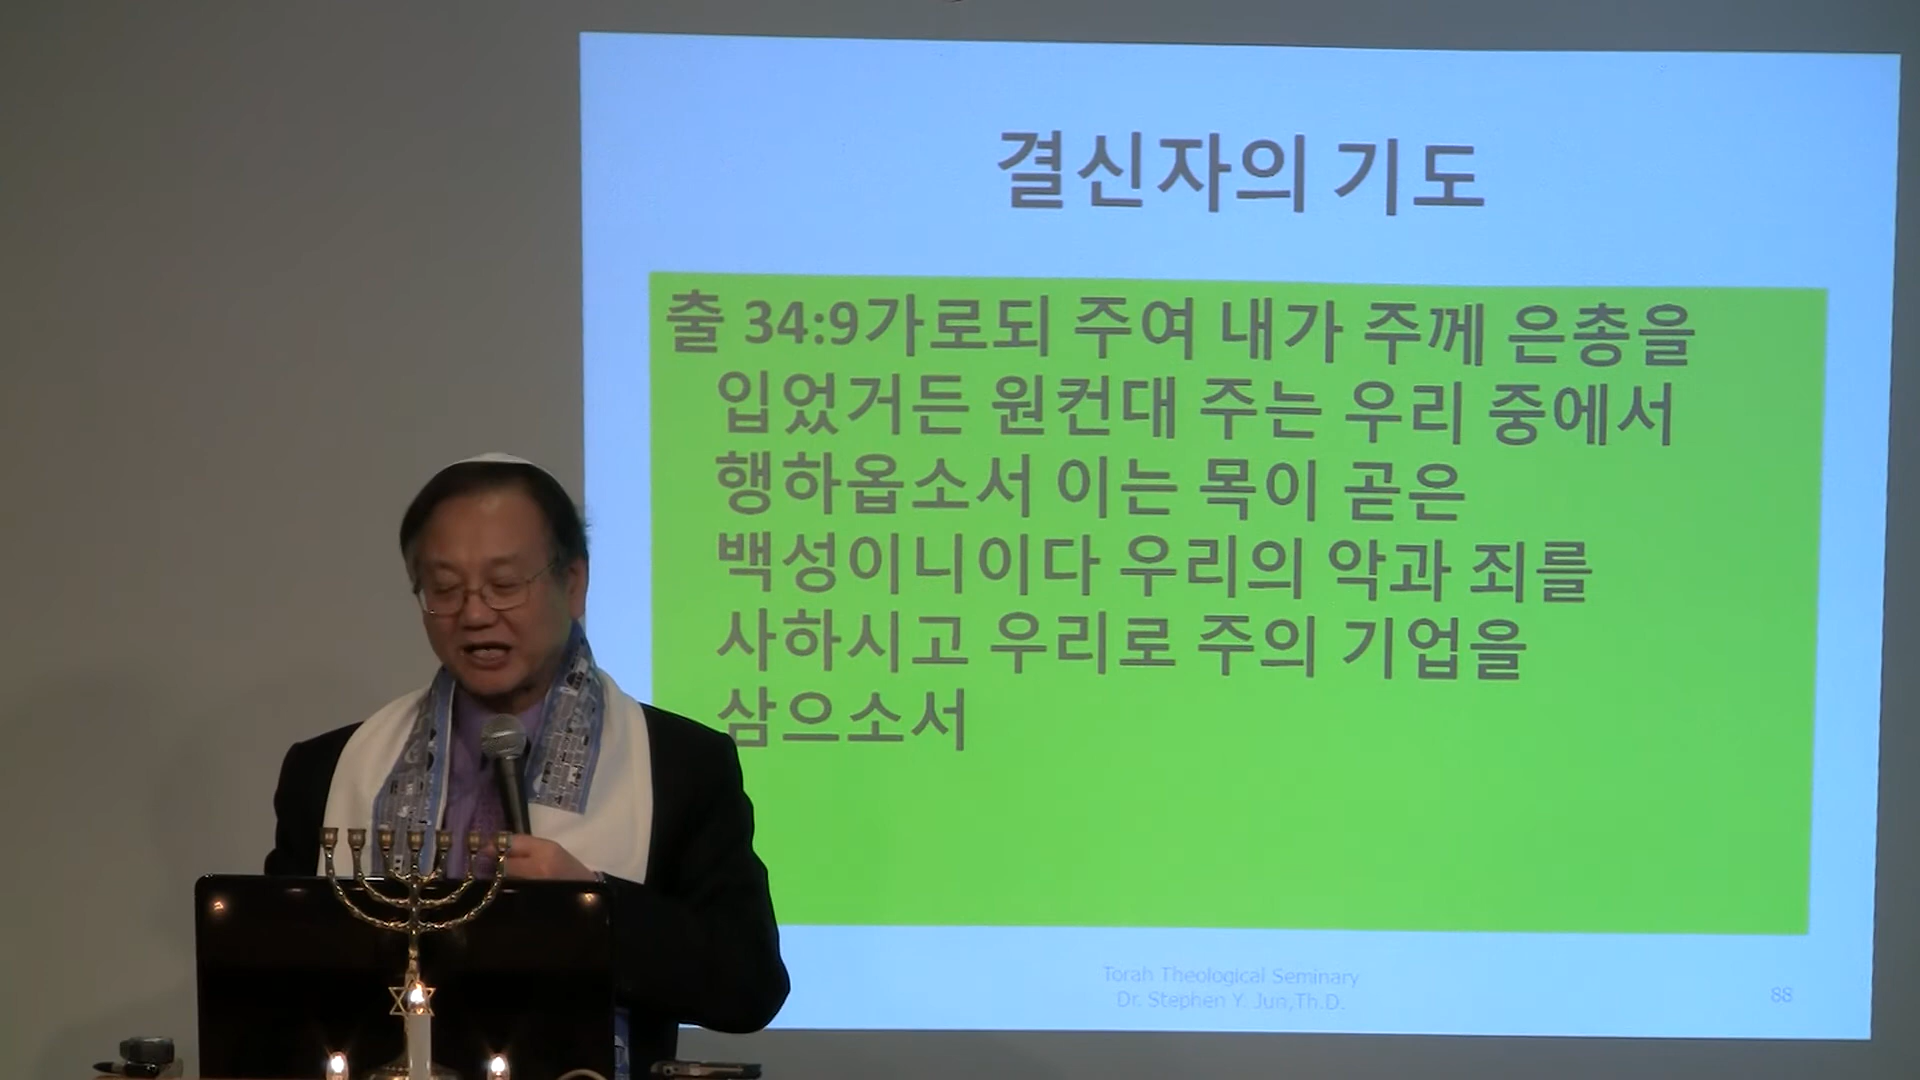 결신자의 기도
출 34:9가로되 주여 내가 주께 은총을
입었거든 원컨대 주는 우리 중에서
행하옵소서 이는 목이 곧은
백성이니이다 우리의 악과 죄를
사하시고 우리로 주의 기업을
삼으소서
Torah Theological Seminary
Dr. Stephen Y. Jun,Th.D.
88